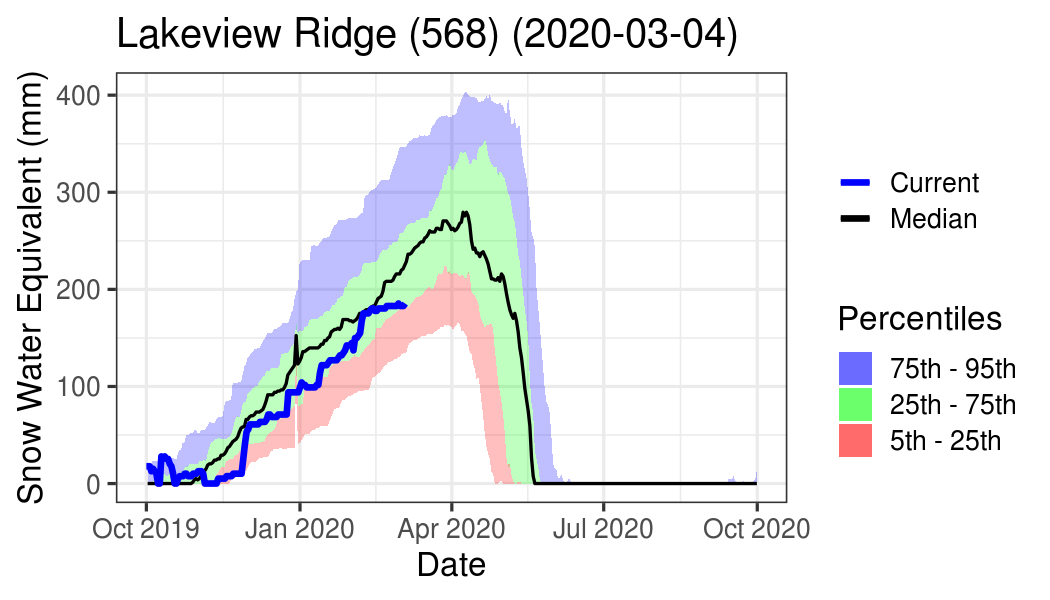 Lakeview Ridge (568) (2020-03-04)
Snow Water Equivalent (mm)
400
300
200
100
0
Oct 2019
Jan 2020
Apr 2020
Jul 2020
Oct 2020
Date
Current
Median
Percentiles
75th - 95th
25th - 75th
5th - 25th